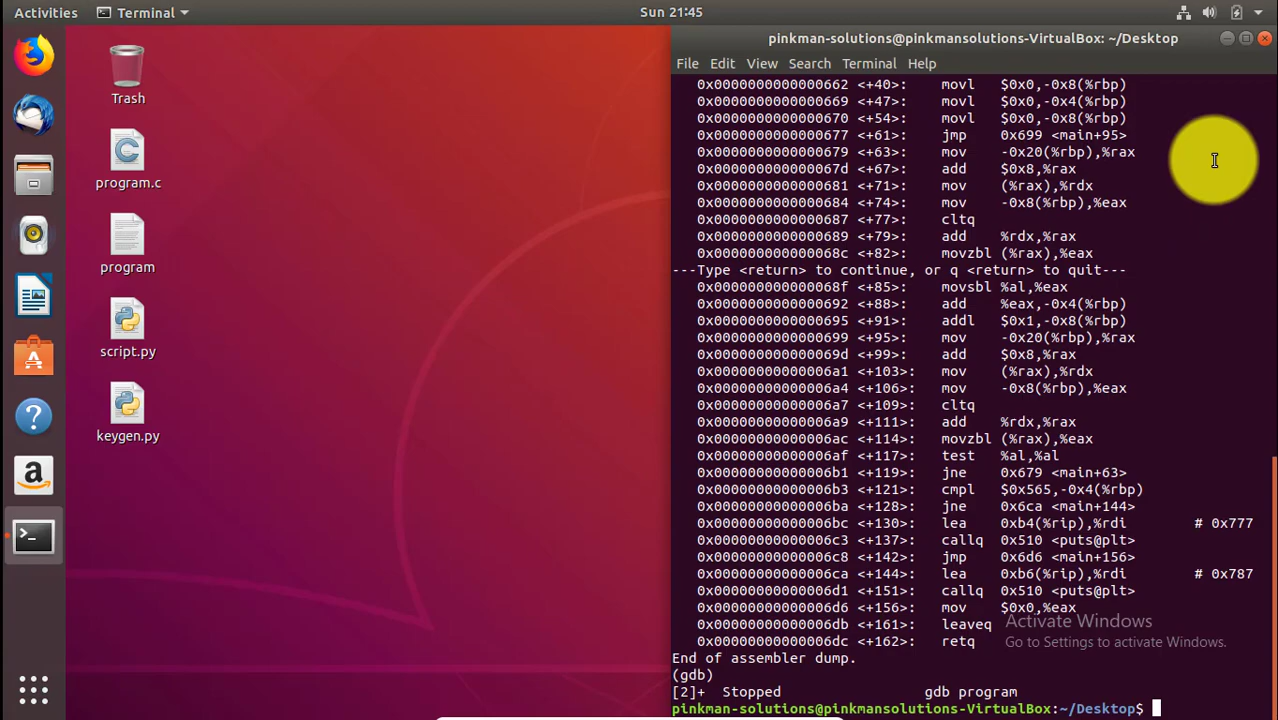 Activities
Terminal
Sun 21:45
Trash
program.c
program
script.py
keygen.py
pinkman-solutions@pinkmansolutions-VirtualBox: ~/Desktop
File Edit View Search Terminal Help
0x0000000000000662 <+40>: movl $0x0,-0x8(%rbp)
0x0000000000000669 <+47>: movl $0x0,-0x4(%rbp)
0x0000000000000670 <+54>: movl $0x0,-0x8(%rbp)
0x0000000000000677 <+61>: jmp 0x699 <main+95>
0x0000000000000679 <+63>: mov -0x20(%rbp),%rax
0x000000000000067d <+67>: add $0x8,%rax
0x0000000000000681 <+71>: mov (%rax),%rdx
0x0000000000000684 <+74>: mov -0x8(%rbp),%eax
0x0000000000000687 <+77>: cltq
0x0000000000000689 <+79>: add %rdx,%rax
0x000000000000068c <+82>: movzbl (%rax),%eax
---Type <return> to continue, or q <return> to quit---
0x000000000000068f <+85>: movsbl %al,%eax
0x0000000000000692 <+88>: add %eax,-0x4(%rbp)
0x0000000000000695 <+91>: addl $0x1,-0x8(%rbp)
0x0000000000000699 <+95>: mov -0x20(%rbp),%rax
0x000000000000069d <+99>: add $0x8,%rax
0x00000000000006a1 <+103>: mov (%rax),%rdx
0x00000000000006a4 <+106>: mov -0x8(%rbp),%eax
0x00000000000006a7 <+109>: cltq
0x00000000000006a9 <+111>: add %rdx,%rax
0x00000000000006ac <+114>: movzbl (%rax),%eax
0x00000000000006af <+117>: test %al,%al
0x00000000000006b1 <+119>: jne 0x679 <main+63>
0x00000000000006b3 <+121>: cmpl $0x565,-0x4(%rbp)
0x00000000000006ba <+128>: jne 0x6ca <main+144>
0x00000000000006bc <+130>: lea 0xb4(%rip),%rdi # 0x777
0x00000000000006c3 <+137>: callq 0x510 <puts@plt>
0x00000000000006c8 <+142>: jmp 0x6d6 <main+156>
0x00000000000006ca <+144>: lea 0xb6(%rip),%rdi # 0x787
0x00000000000006d1 <+151>: callq 0x510 <puts@plt>
0x00000000000006d6 <+156>: mov $0x0,%eax
0x00000000000006db <+161>: leaveq
0x00000000000006dc <+162>: retq
End of assembler dump.
(gdb)
[2]+ Stopped gdb program
pinkman-solutions@pinkmansolutions-VirtualBox:~/Desktop$
Activate Windows
Go to Settings to activate Windows.